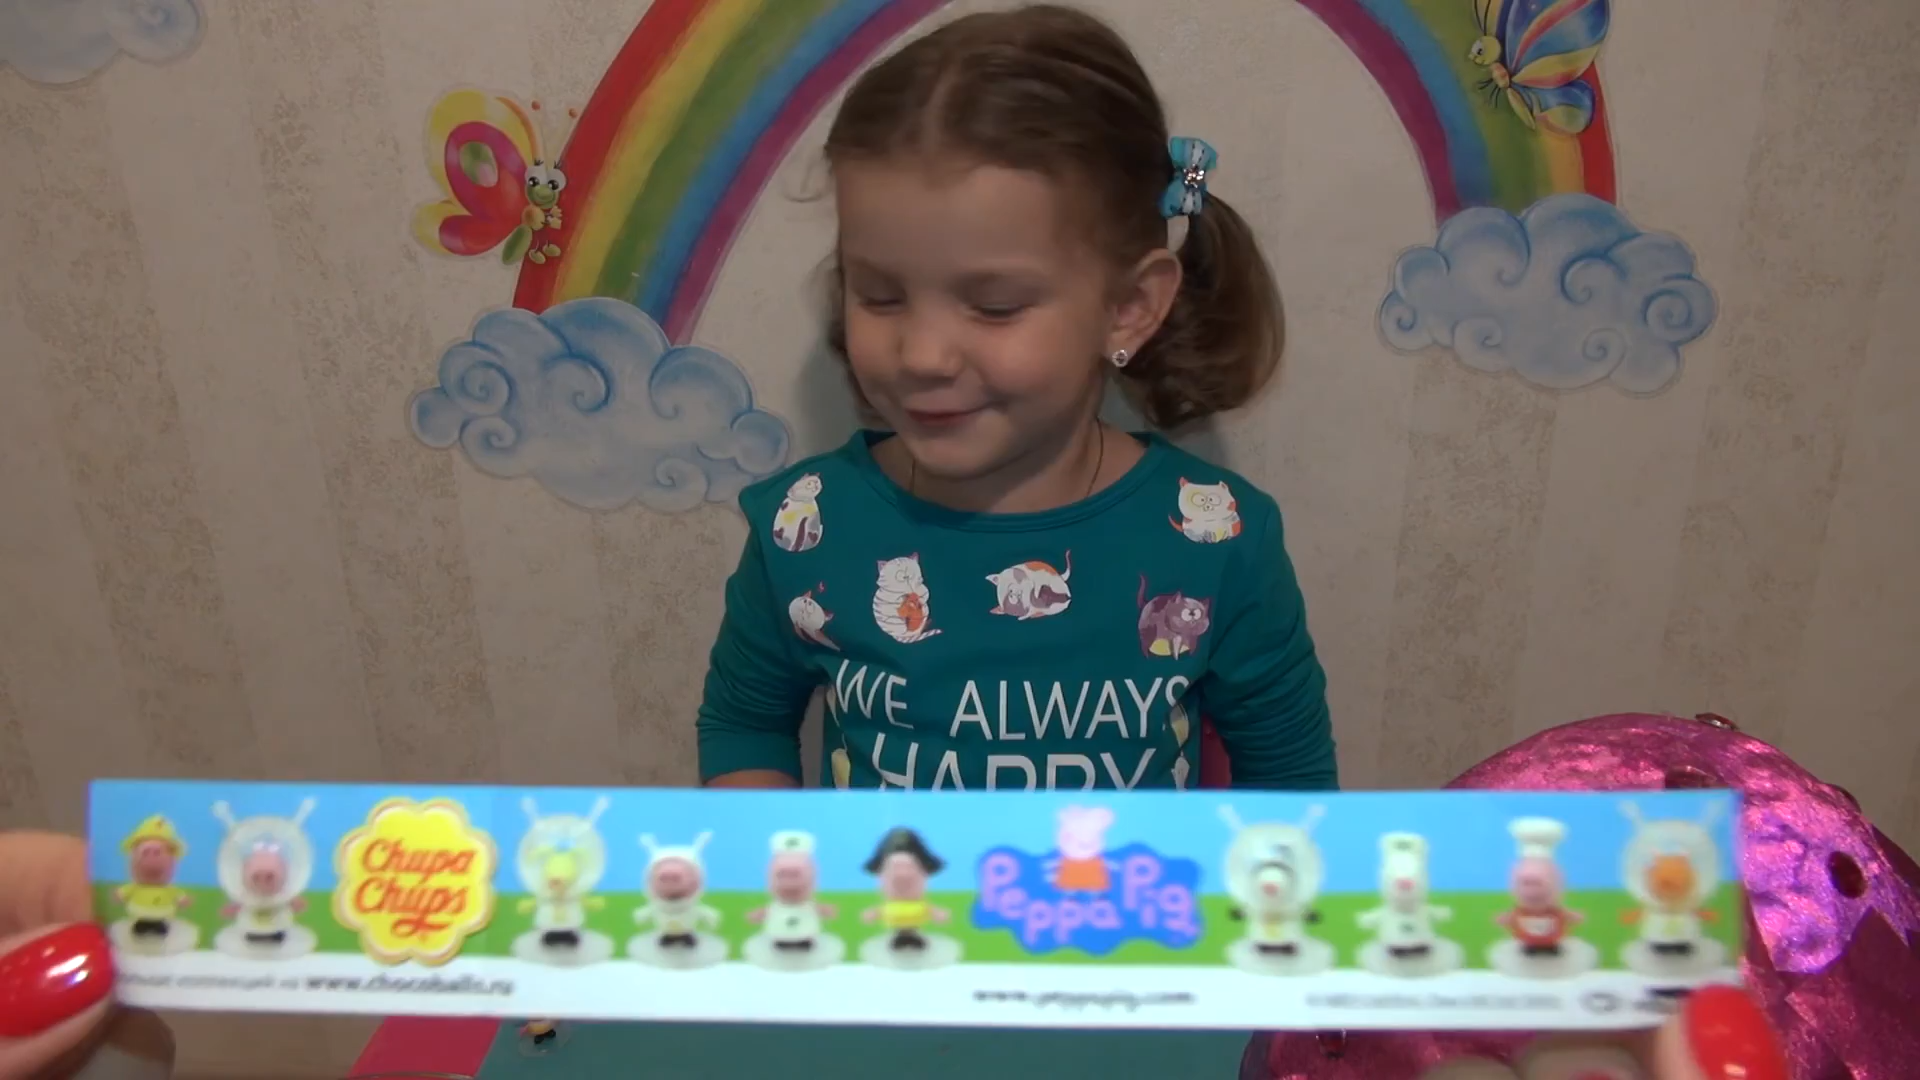 WE ALWAYS
HAPPY
Chupa
Chups
Peppa Pig
www.chocoballs.ru
www.peppapig.com